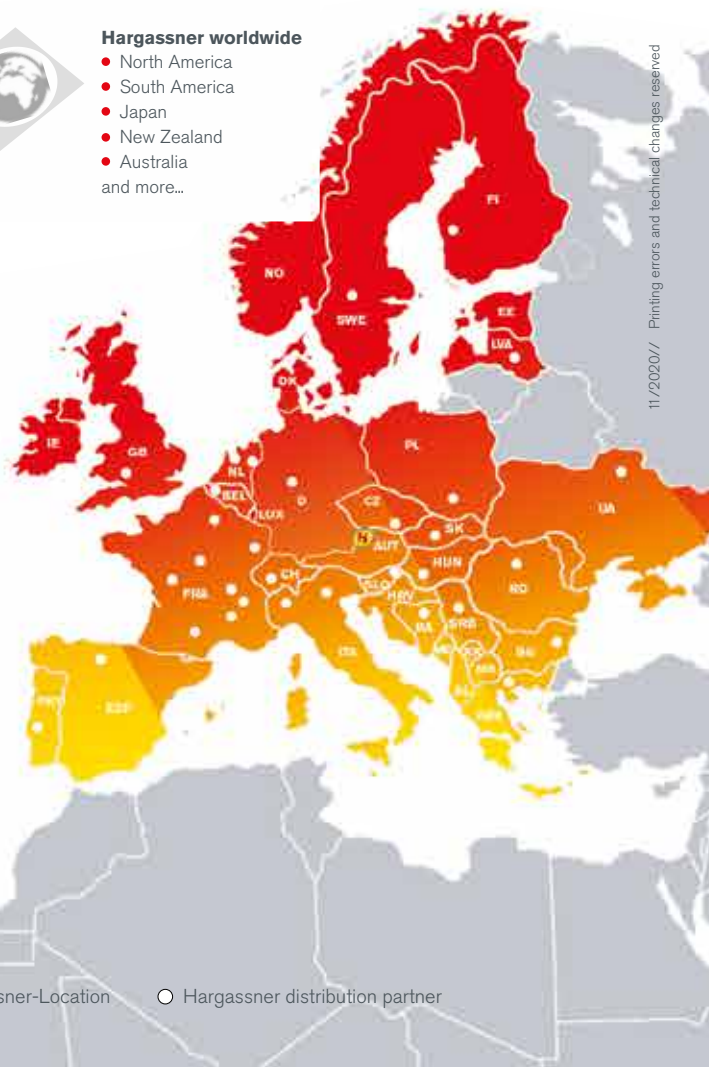 Hargassner worldwide
North America
South America
Japan
New Zealand
Australia
and more...
11/2020// Printing errors and technical changes reserved
FI
NO
SWE
EE
LVA
DK
IE
GB
NL
BEL
LUX
D
PL
CZ
SK
UA
H
AUT
HUN
CH
SLO
HRV
RO
FRA
SRB
BG
ITA
ESP
sner-Location
Hargassner distribution partner